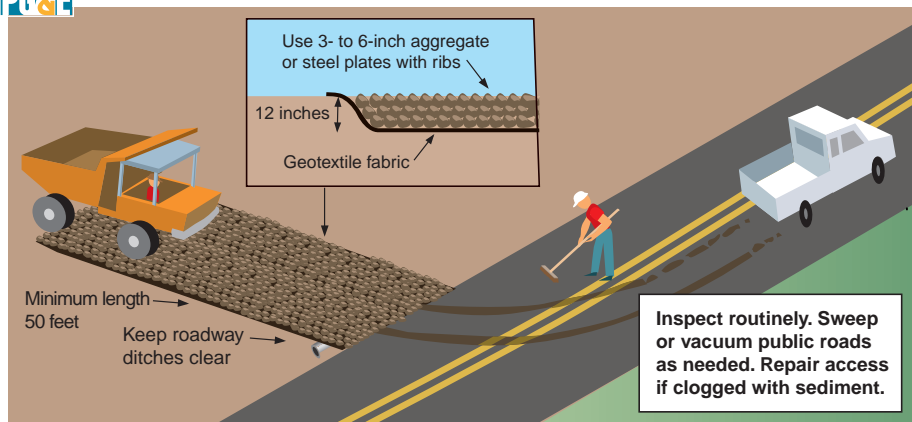 PG&E
Use 3- to 6-inch aggregate
or steel plates with ribs
12 inches
Geotextile fabric
Minimum length
50 feet
Keep roadway
ditches clear
Inspect routinely. Sweep
or vacuum public roads
as needed. Repair access
if clogged with sediment.